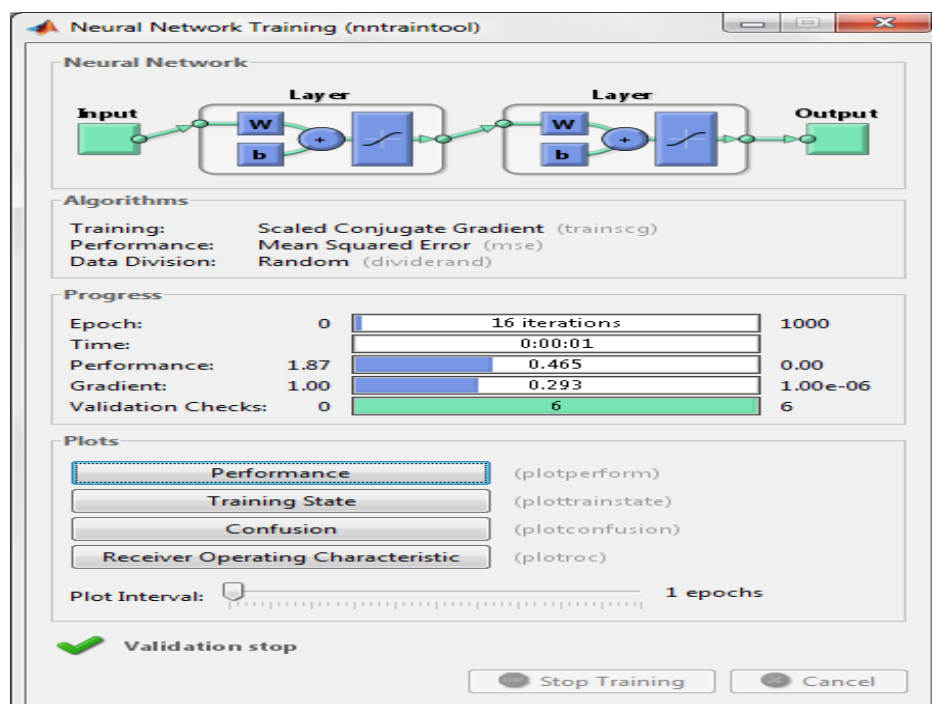 Neural Network Training (nntraintool)
Neural Network
Layer Layer
Input Output
W W
+ +
b b
Algorithms
Training: Scaled Conjugate Gradient (trainscg)
Performance: Mean Squared Error (mse)
Data Division: Random (dividerand)
Progress
Epoch: 0 16 iterations 1000
Time: 0:00:01
Performance: 1.87 0.465 0.00
Gradient: 1.00 0.293 1.00e-06
Validation Checks: 0 6 6
Plots
Performance (plotperform)
Training State (plottrainstate)
Confusion (plotconfusion)
Receiver Operating Characteristic (plotroc)
Plot Interval: 1 epochs
Validation stop
Stop Training Cancel